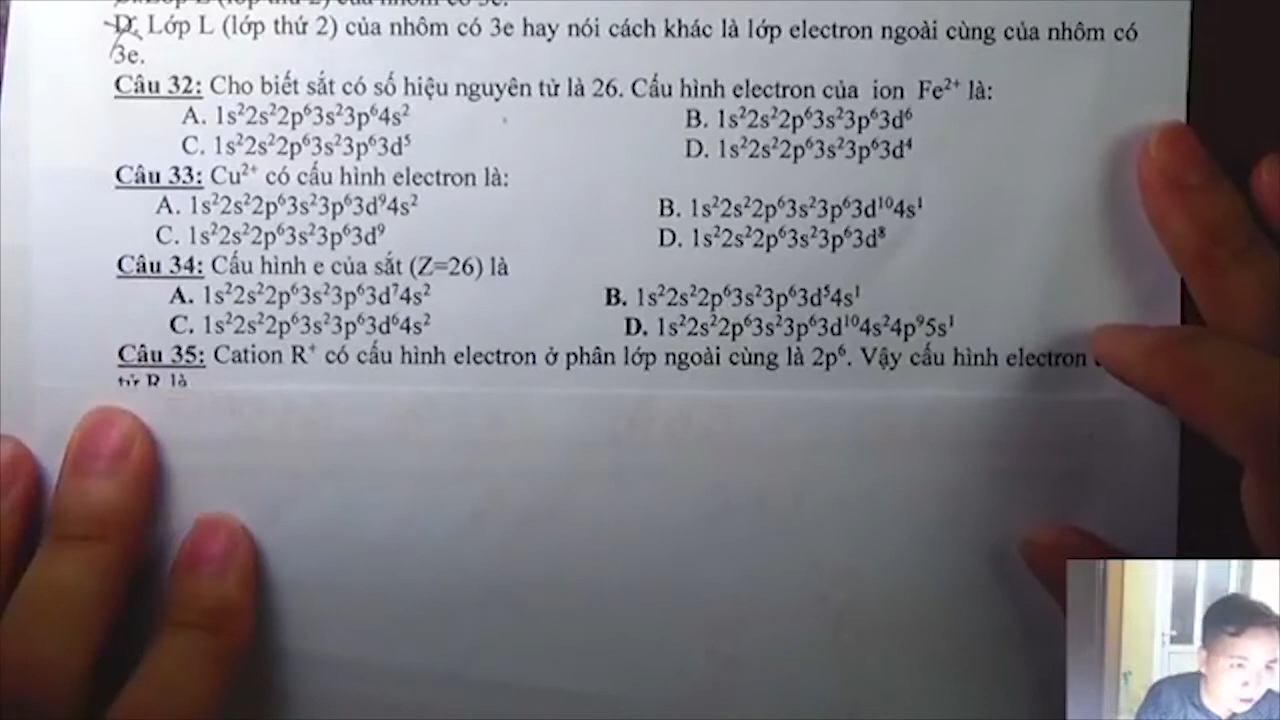 D. Lớp L (lớp thứ 2) của nhôm có 3e hay nói cách khác là lớp electron ngoài cùng của nhôm có
3e.
Câu 32: Cho biết sắt có số hiệu nguyên tử là 26. Cấu hình electron của ion Fe²⁺ là:
A. 1s²2s²2p⁶3s²3p⁶4s² B. 1s²2s²2p⁶3s²3p⁶3d⁶
C. 1s²2s²2p⁶3s²3p⁶3d⁵ D. 1s²2s²2p⁶3s²3p⁶3d⁴
Câu 33: Cu²⁺ có cấu hình electron là:
A. 1s²2s²2p⁶3s²3p⁶3d⁹4s² B. 1s²2s²2p⁶3s²3p⁶3d¹⁰4s¹
C. 1s²2s²2p⁶3s²3p⁶3d⁹ D. 1s²2s²2p⁶3s²3p⁶3d⁸
Câu 34: Cấu hình e của sắt (Z=26) là
A. 1s²2s²2p⁶3s²3p⁶3d⁷4s² B. 1s²2s²2p⁶3s²3p⁶3d⁵4s¹
C. 1s²2s²2p⁶3s²3p⁶3d⁶4s² D. 1s²2s²2p⁶3s²3p⁶3d¹⁰4s²4p⁹5s¹
Câu 35: Cation R⁺ có cấu hình electron ở phân lớp ngoài cùng là 2p⁶. Vậy cấu hình electron
tử R là